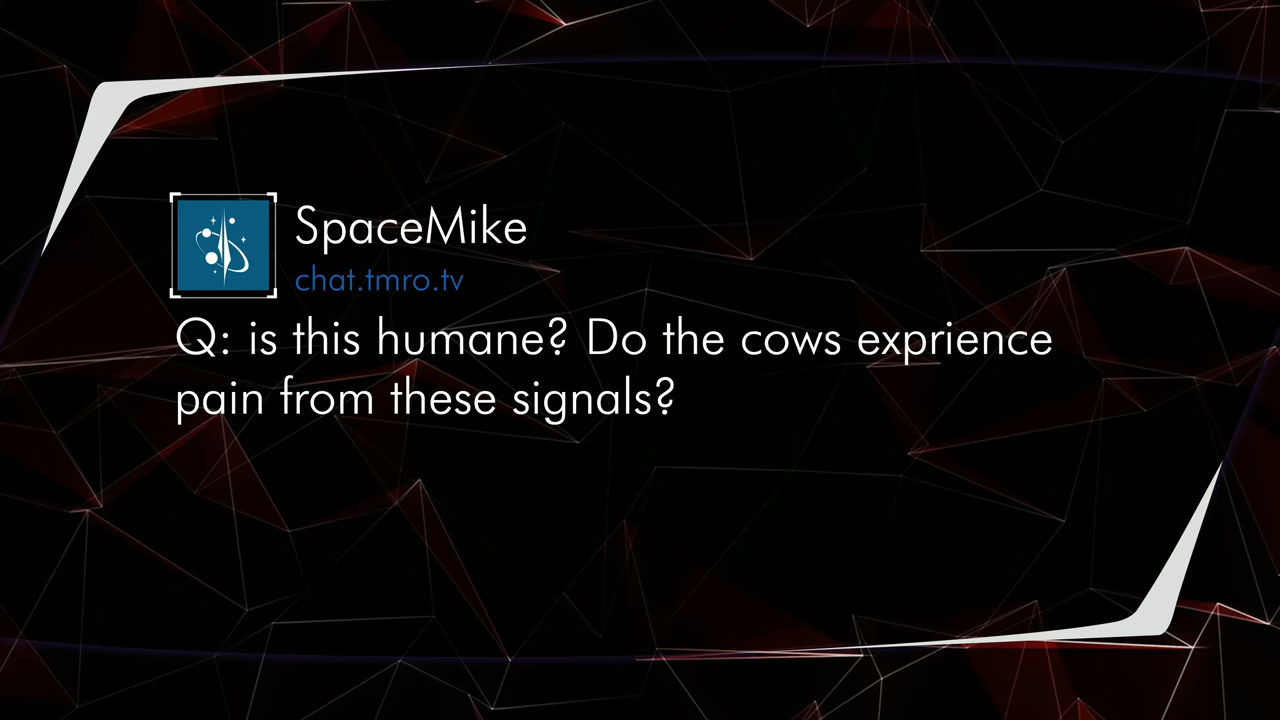 SpaceMike
chat.tmro.tv
Q: is this humane? Do the cows exprience
pain from these signals?